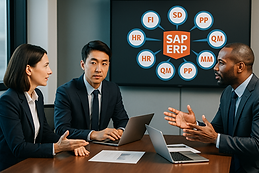 FI SD PP
HR SAP QM
ERP
HR QM PP MM